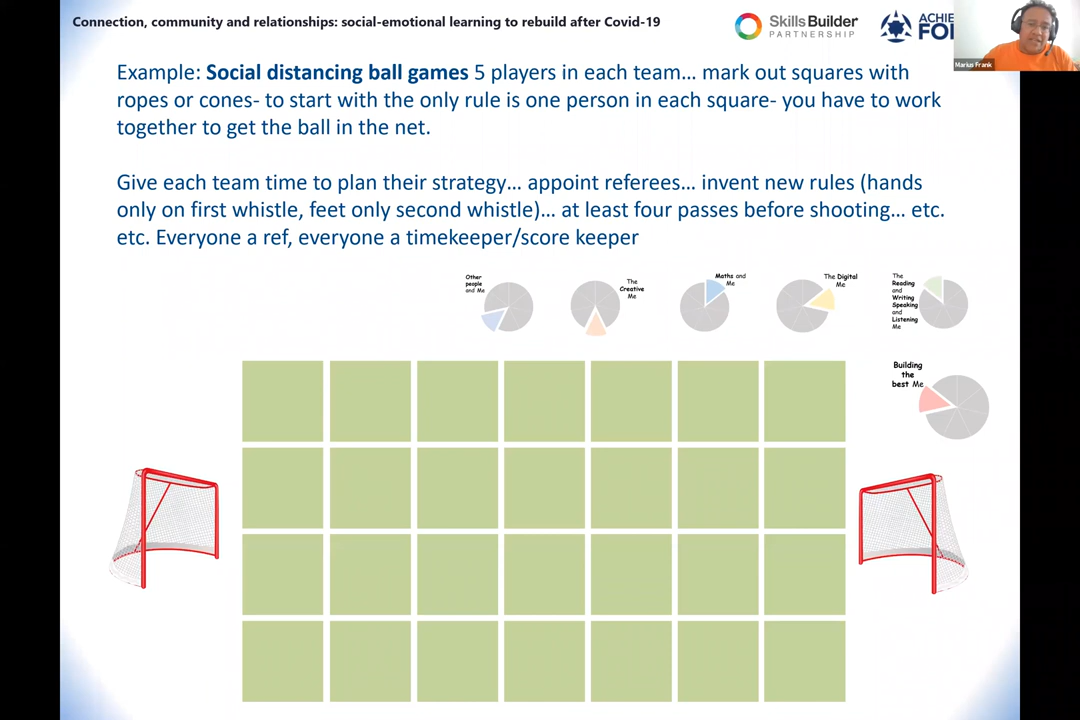 Connection, community and relationships: social-emotional learning to rebuild after Covid-19
SkillsBuilder
PARTNERSHIP
Marius Frank
Example: Social distancing ball games 5 players in each team… mark out squares with
ropes or cones- to start with the only rule is one person in each square- you have to work
together to get the ball in the net.
Give each team time to plan their strategy… appoint referees… invent new rules (hands
only on first whistle, feet only second whistle)… at least four passes before shooting… etc.
etc. Everyone a ref, everyone a timekeeper/score keeper
Other
people
and Me
The
Creative
Me
Maths and
Me
The Digital
Me
The
Reading
and
Writing
Speaking
and
Listening
Me
Building
the
best Me